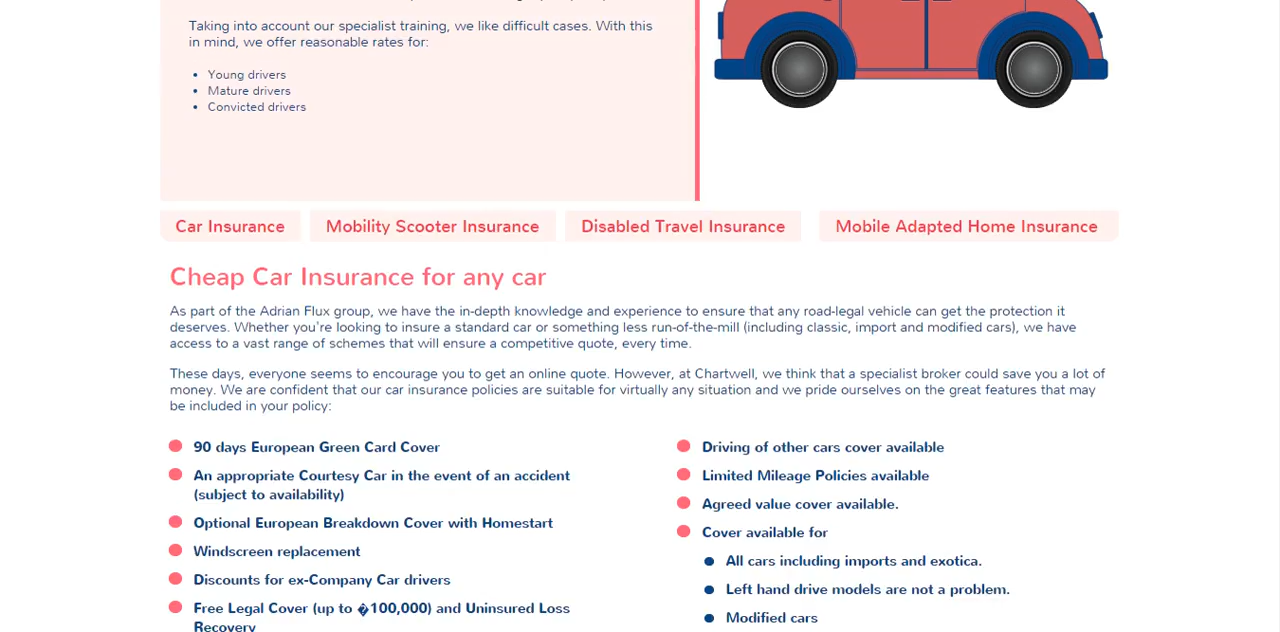 Taking into account our specialist training, we like difficult cases. With this
in mind, we offer reasonable rates for:
Young drivers
Mature drivers
Convicted drivers
Car Insurance
Mobility Scooter Insurance
Disabled Travel Insurance
Mobile Adapted Home Insurance
Cheap Car Insurance for any car
As part of the Adrian Flux group, we have the in-depth knowledge and experience to ensure that any road-legal vehicle can get the protection it
deserves. Whether you're looking to insure a standard car or something less run-of-the-mill (including classic, import and modified cars), we have
access to a vast range of schemes that will ensure a competitive quote, every time.
These days, everyone seems to encourage you to get an online quote. However, at Chartwell, we think that a specialist broker could save you a lot of
money. We are confident that our car insurance policies are suitable for virtually any situation and we pride ourselves on the great features that may
be included in your policy:
90 days European Green Card Cover
An appropriate Courtesy Car in the event of an accident
(subject to availability)
Optional European Breakdown Cover with Homestart
Windscreen replacement
Discounts for ex-Company Car drivers
Free Legal Cover (up to �100,000) and Uninsured Loss
Recovery
Driving of other cars cover available
Limited Mileage Policies available
Agreed value cover available.
Cover available for
All cars including imports and exotica.
Left hand drive models are not a problem.
Modified cars